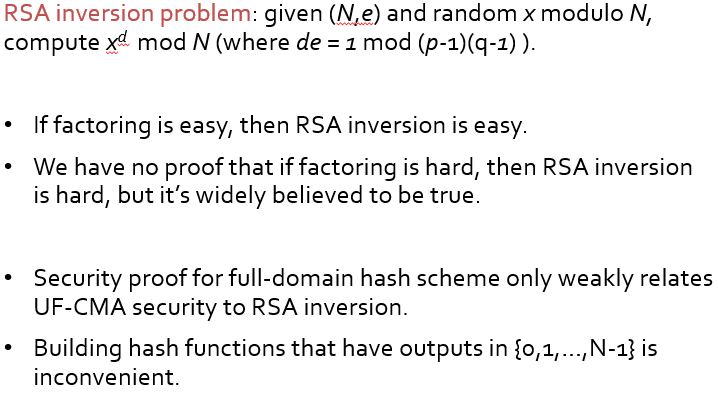 RSA inversion problem: given (N,e) and random x modulo N,
compute xᵈ mod N (where de = 1 mod (p-1)(q-1) ).
• If factoring is easy, then RSA inversion is easy.
• We have no proof that if factoring is hard, then RSA inversion
is hard, but it’s widely believed to be true.
• Security proof for full-domain hash scheme only weakly relates
UF-CMA security to RSA inversion.
• Building hash functions that have outputs in {0,1,…,N-1} is
inconvenient.